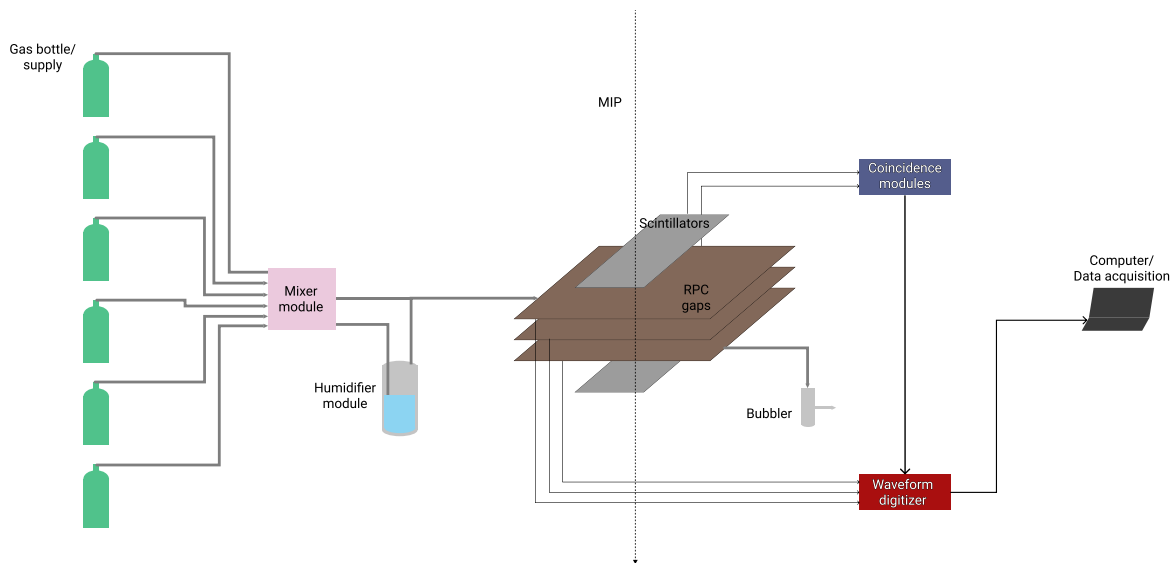 Gas bottle/
supply
MIP
Coincidence
modules
Scintillators
Computer/
Data acquisition
Mixer
module
RPC
gaps
Humidifier
module
Bubbler
Waveform
digitizer